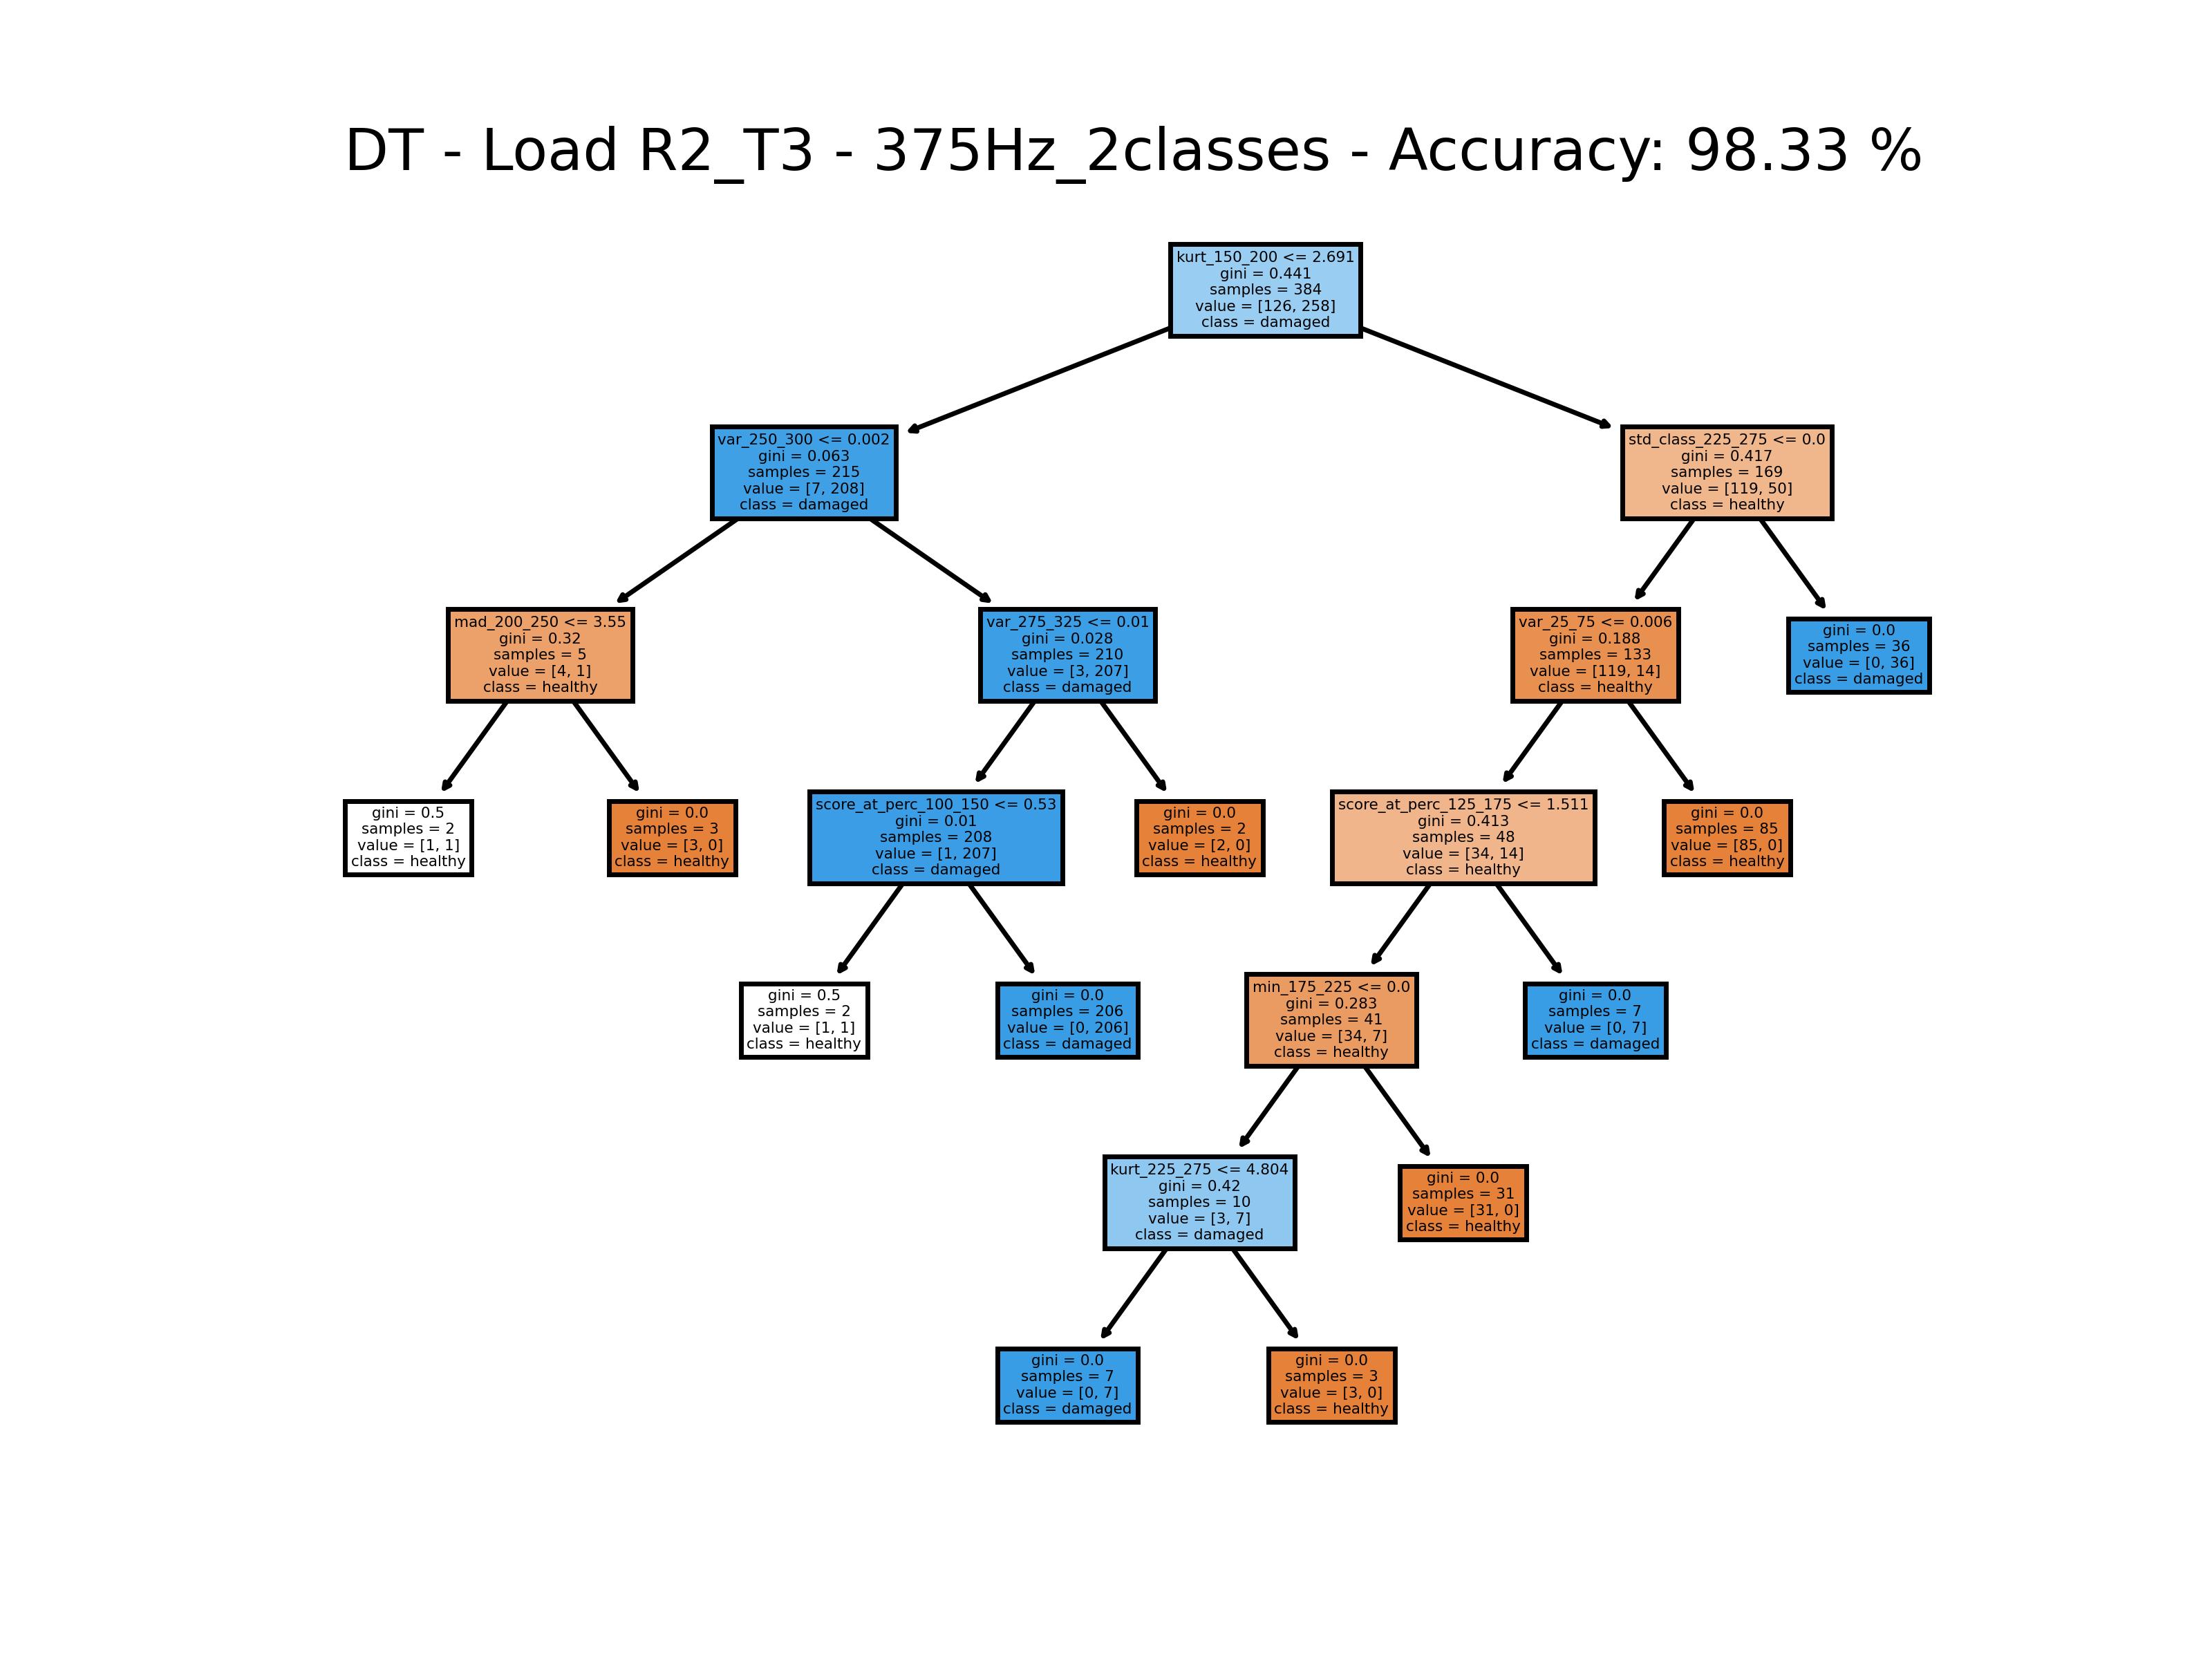 DT - Load R2_T3 - 375Hz_2classes - Accuracy: 98.33 %
kurt_150_200 <= 2.691
gini = 0.441
samples = 384
value = [126, 258]
class = damaged
var_250_300 <= 0.002
gini = 0.063
samples = 215
value = [7, 208]
class = damaged
std_class_225_275 <= 0.0
gini = 0.417
samples = 169
value = [119, 50]
class = healthy
mad_200_250 <= 3.55
gini = 0.32
samples = 5
value = [4, 1]
class = healthy
var_275_325 <= 0.01
gini = 0.028
samples = 210
value = [3, 207]
class = damaged
var_25_75 <= 0.006
gini = 0.188
samples = 133
value = [119, 14]
class = healthy
gini = 0.0
samples = 36
value = [0, 36]
class = damaged
gini = 0.5
samples = 2
value = [1, 1]
class = healthy
gini = 0.0
samples = 3
value = [3, 0]
class = healthy
score_at_perc_100_150 <= 0.53
gini = 0.01
samples = 208
value = [1, 207]
class = damaged
gini = 0.0
samples = 2
value = [2, 0]
class = healthy
score_at_perc_125_175 <= 1.511
gini = 0.413
samples = 48
value = [34, 14]
class = healthy
gini = 0.0
samples = 85
value = [85, 0]
class = healthy
gini = 0.5
samples = 2
value = [1, 1]
class = healthy
gini = 0.0
samples = 206
value = [0, 206]
class = damaged
min_175_225 <= 0.0
gini = 0.283
samples = 41
value = [34, 7]
class = healthy
gini = 0.0
samples = 7
value = [0, 7]
class = damaged
kurt_225_275 <= 4.804
gini = 0.42
samples = 10
value = [3, 7]
class = damaged
gini = 0.0
samples = 31
value = [31, 0]
class = healthy
gini = 0.0
samples = 7
value = [0, 7]
class = damaged
gini = 0.0
samples = 3
value = [3, 0]
class = healthy